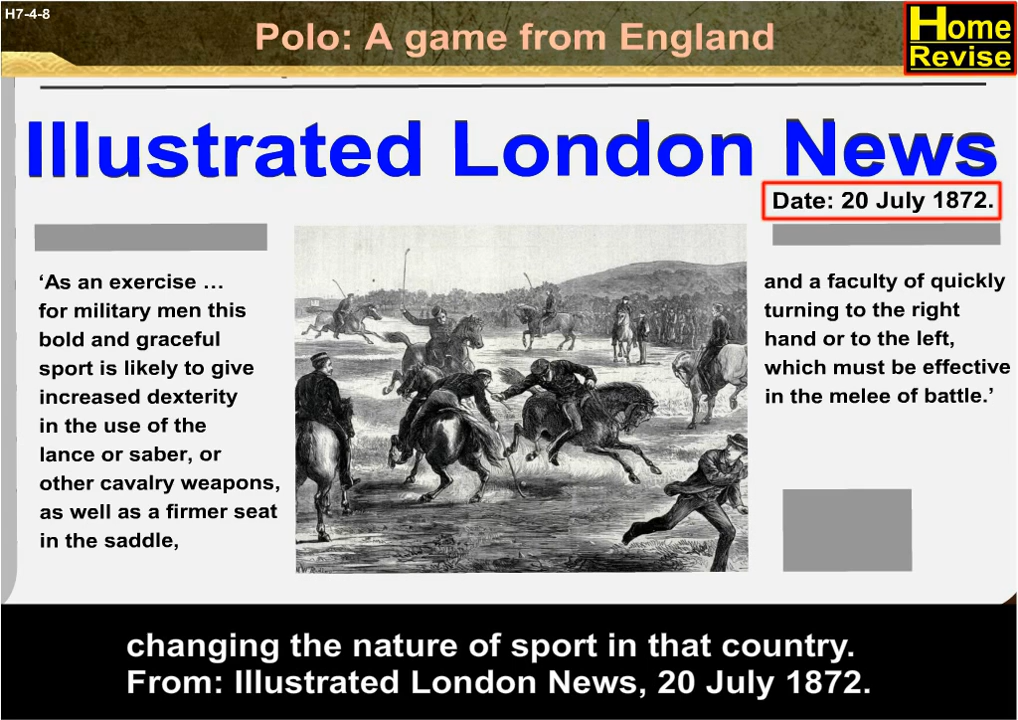 H7-4-8
Polo: A game from England
Home
Revise
Illustrated London News
Date: 20 July 1872.
‘As an exercise …
for military men this
bold and graceful
sport is likely to give
increased dexterity
in the use of the
lance or saber, or
other cavalry weapons,
as well as a firmer seat
in the saddle,
and a faculty of quickly
turning to the right
hand or to the left,
which must be effective
in the melee of battle.’
changing the nature of sport in that country.
From: Illustrated London News, 20 July 1872.